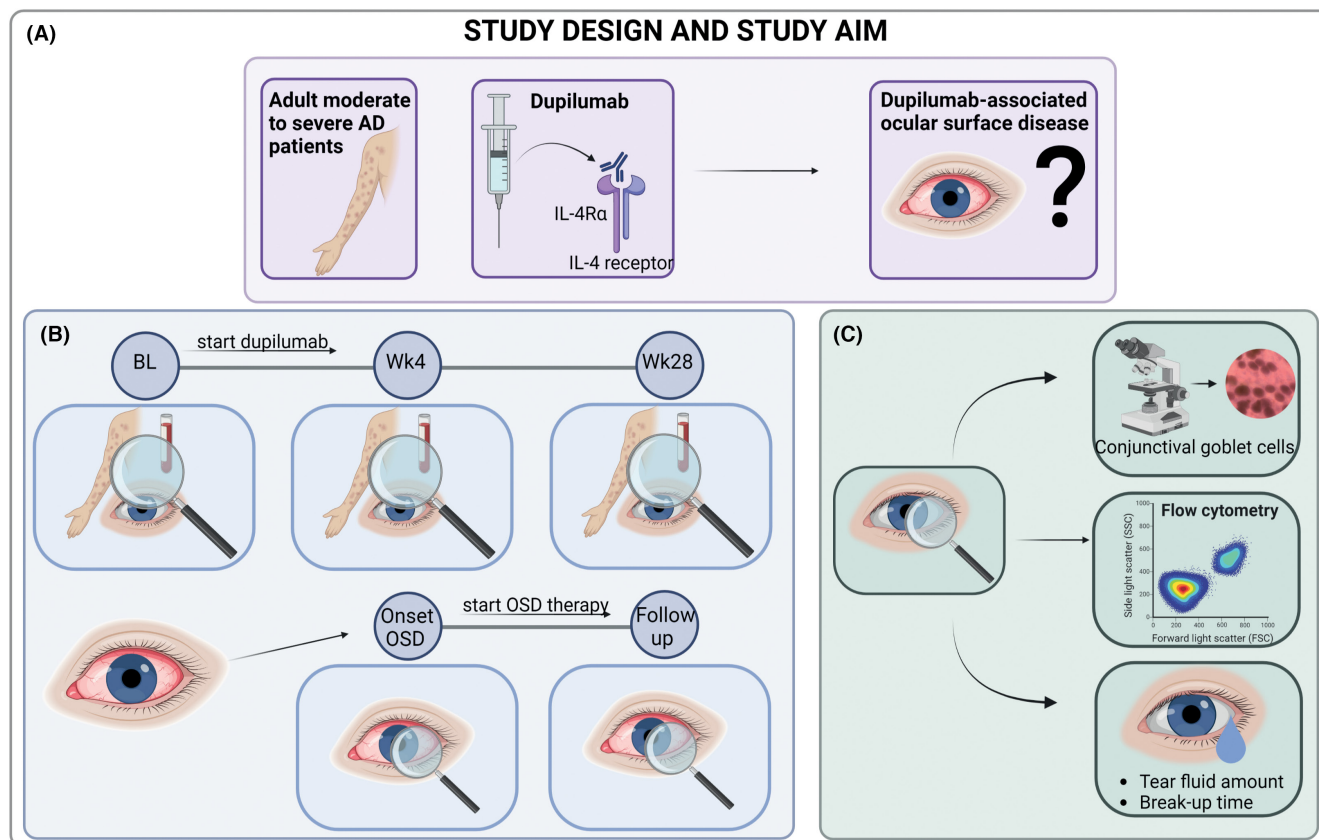 (A)
STUDY DESIGN AND STUDY AIM
Adult moderate
to severe AD
patients
Dupilumab
IL-4Rα
IL-4 receptor
Dupilumab-associated
ocular surface disease
?
(B)
BL
start dupilumab
Wk4
Wk28
Onset
OSD
start OSD therapy
Follow
up
(C)
Conjunctival goblet cells
Flow cytometry
Side light scatter (SSC)
1000
800
600
400
200
0
0
200
400
600
800
1000
Forward light scatter (FSC)
• Tear fluid amount
• Break-up time